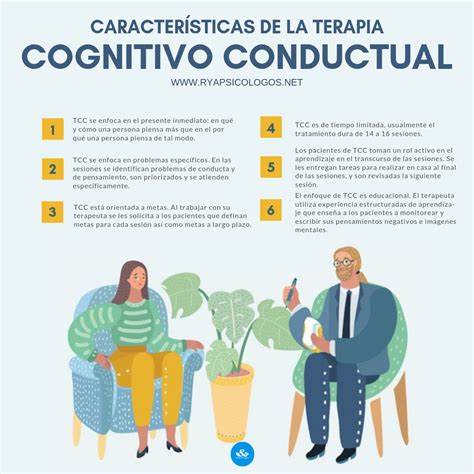 CARACTERÍSTICAS DE LA TERAPIA
COGNITIVO CONDUCTUAL
WWW.RYAPSICOLOGOS.NET
1
TCC se enfoca en el presente inmediato: en qué
y cómo una persona piensa más que en el por
qué una persona piensa de tal modo.
2
TCC se enfoca en problemas específicos. En las
sesiones se identifican problemas de conducta y
de pensamiento, son priorizados y se atienden
específicamente.
3
TCC está orientada a metas. Al trabajar con su
terapeuta se les solicita a los pacientes que definan
metas para cada sesión así como metas a largo plazo.
4
TCC es de tiempo limitada, usualmente el
tratamiento dura de 14 a 16 sesiones.
5
Los pacientes de TCC toman un rol activo en el
aprendizaje en el transcurso de las sesiones. Se
les entregan tareas para realizar en casa al final
de las sesiones, y son revisadas la siguiente
sesión.
6
El enfoque de TCC es educacional. El terapeuta
utiliza experiencia estructuradas de aprendiza-
je que enseña a los pacientes a monitorear y
escribir sus pensamientos negativos e imágenes
mentales.